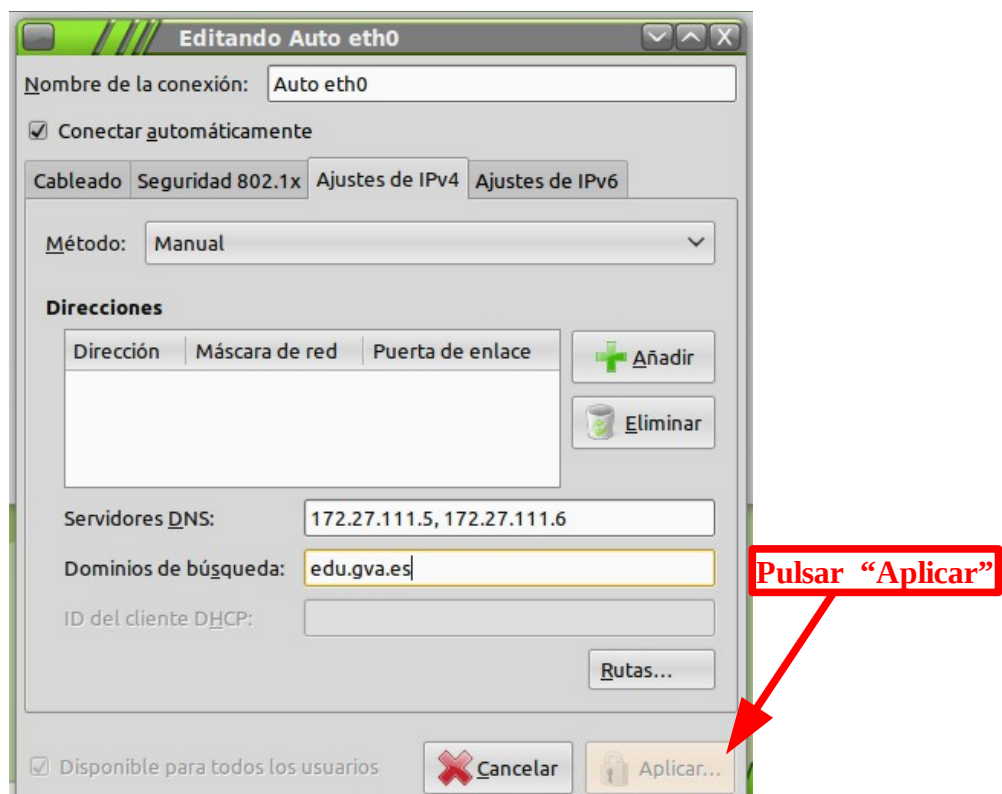 Editando Auto eth0
Nombre de la conexión: Auto eth0
Conectar automáticamente
Cableado Seguridad 802.1x Ajustes de IPv4 Ajustes de IPv6
Método: Manual
Direcciones
Dirección Máscara de red Puerta de enlace
Añadir
Eliminar
Servidores DNS: 172.27.111.5, 172.27.111.6
Dominios de búsqueda: edu.gva.es
Pulsar “Aplicar”
ID del cliente DHCP:
Rutas...
Disponible para todos los usuarios Cancelar Aplicar...